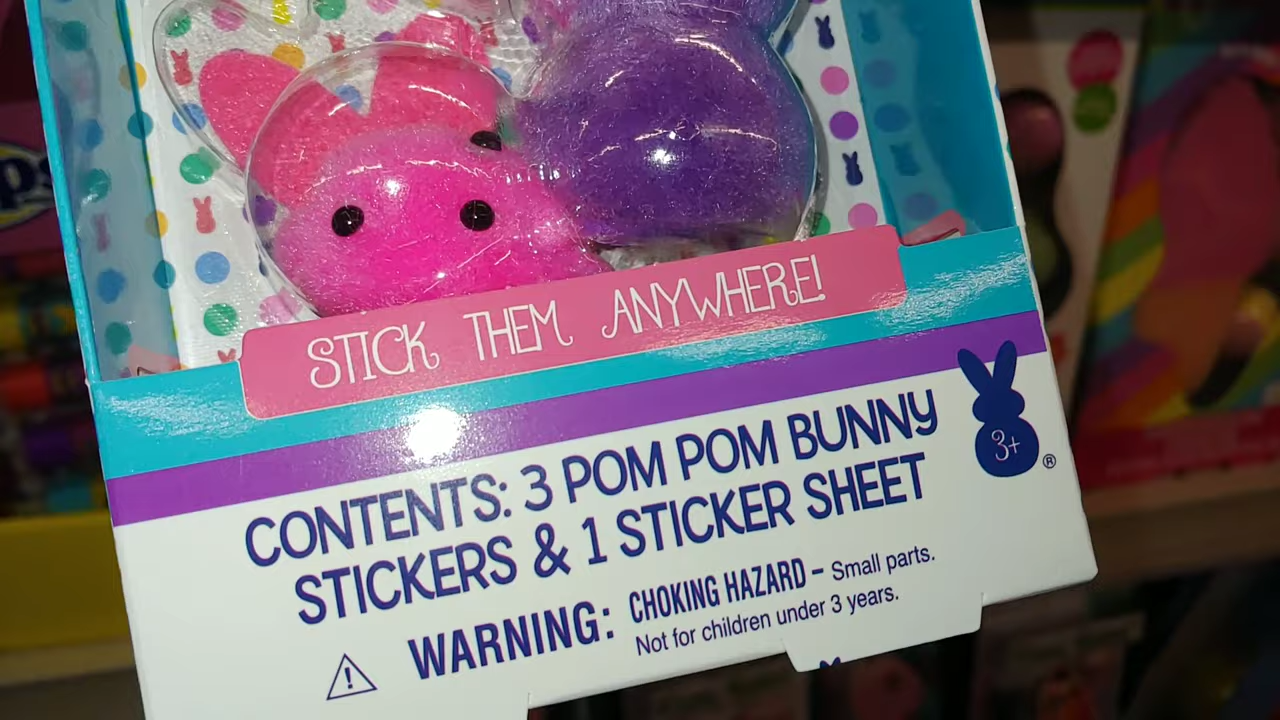 STICK THEM ANYWHERE!
3+
®
CONTENTS: 3 POM POM BUNNY
STICKERS & 1 STICKER SHEET
WARNING: CHOKING HAZARD – Small parts.
Not for children under 3 years.